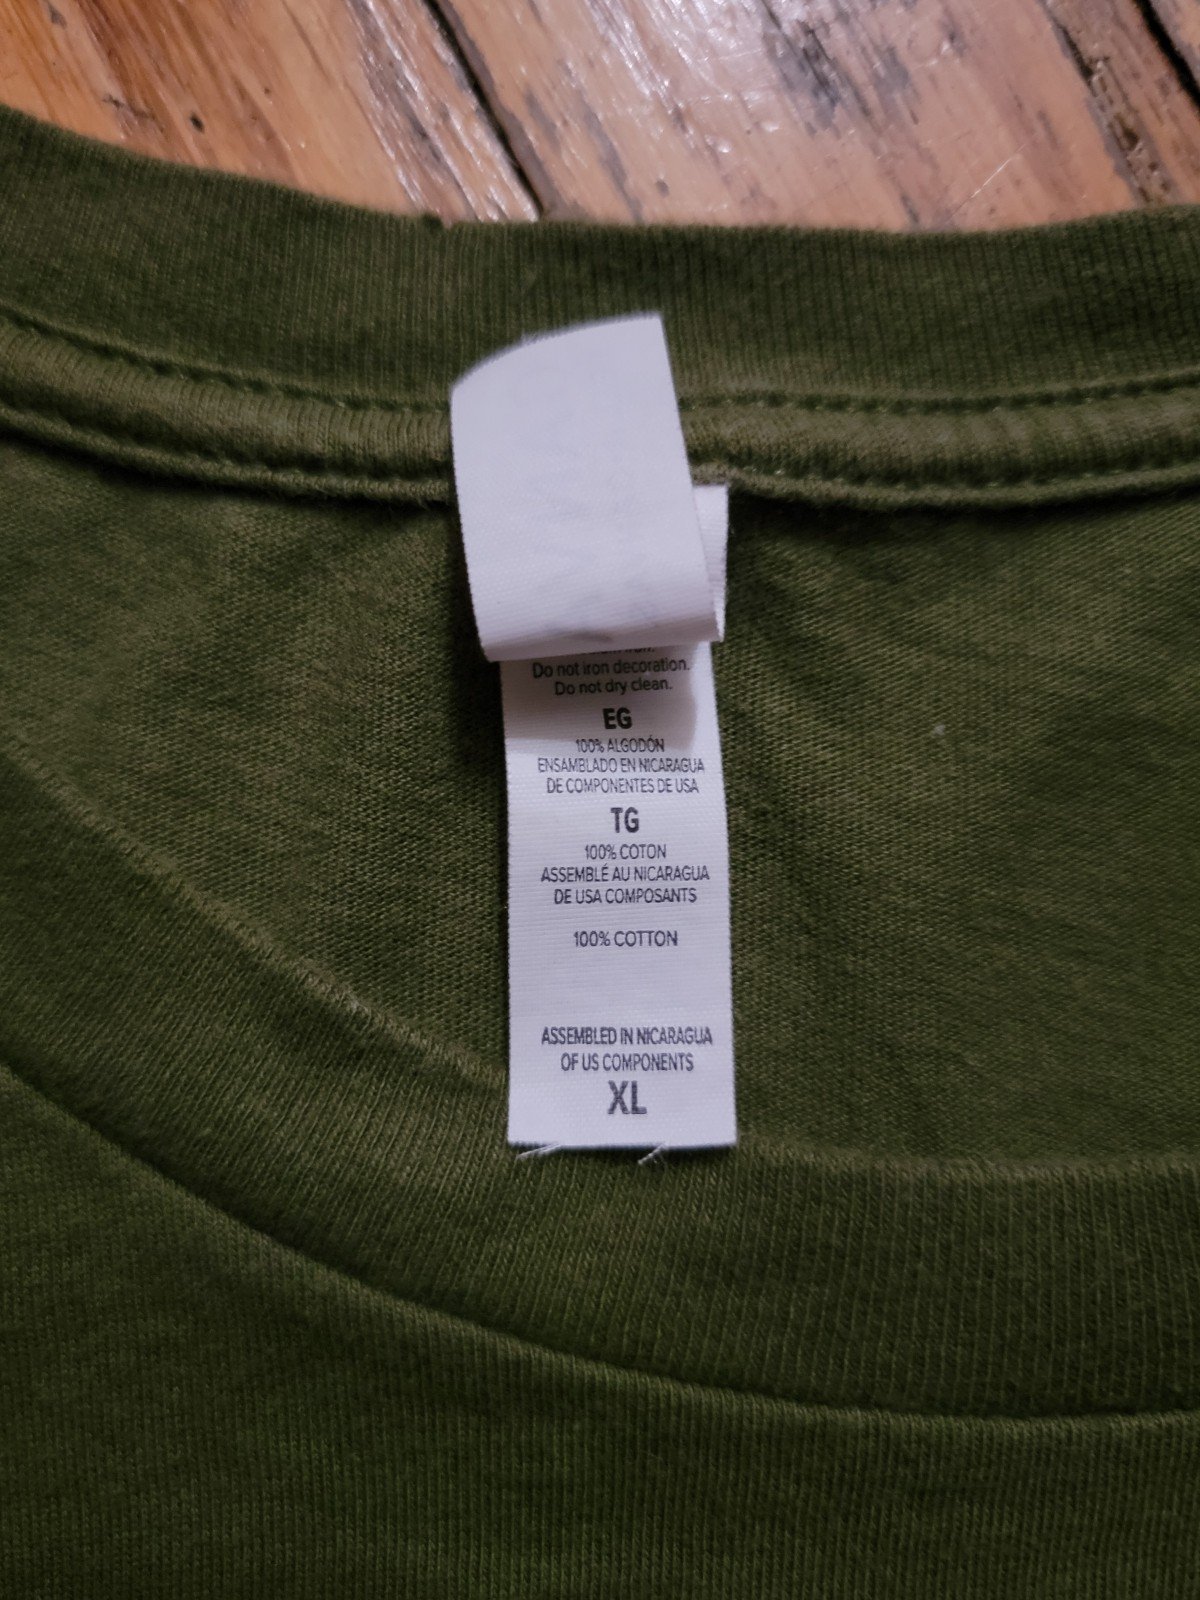 Do not iron decoration.
Do not dry clean.
EG
100% ALGODÓN
ENSAMBLADO EN NICARAGUA
DE COMPONENTES DE USA
TG
100% COTON
ASSEMBLÉ AU NICARAGUA
DE USA COMPOSANTS
100% COTTON
ASSEMBLED IN NICARAGUA
OF US COMPONENTS
XL